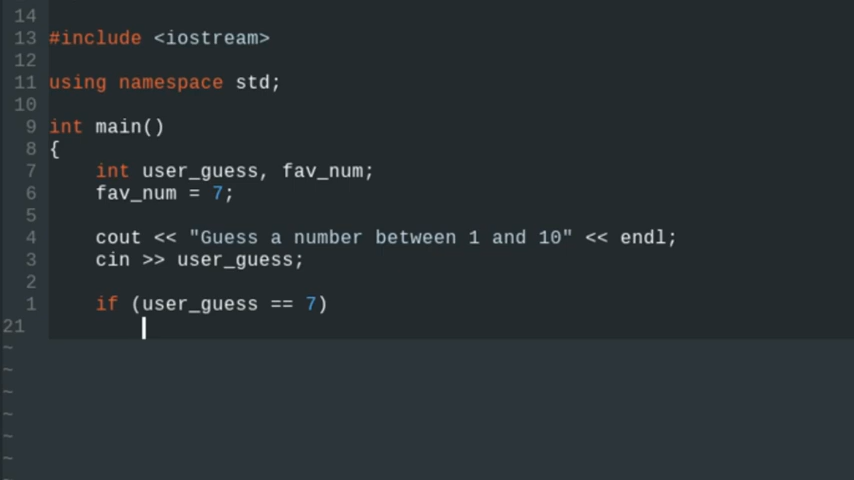 14
13 #include <iostream>
12
11 using namespace std;
10
9 int main()
8 {
7     int user_guess, fav_num;
6     fav_num = 7;
5
4     cout << "Guess a number between 1 and 10" << endl;
3     cin >> user_guess;
2
1     if (user_guess == 7)
21
~
~
~
~
~
~